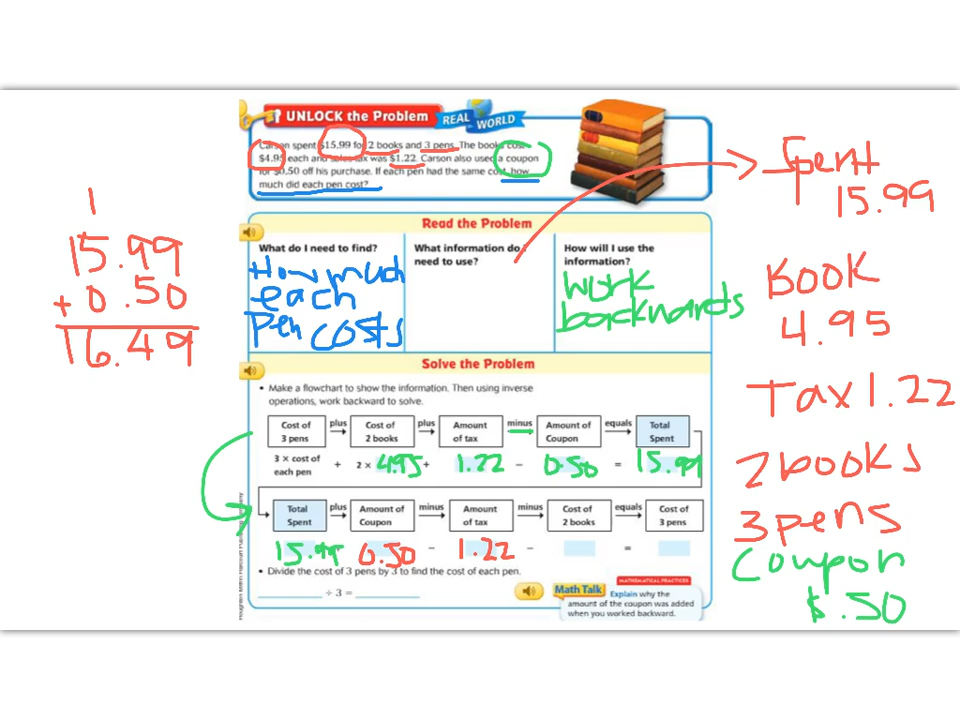 UNLOCK the Problem REAL WORLD
Carson spent $15.99 for 2 books and 3 pens. The books cost
$4.95 each and sales tax was $1.22. Carson also used a coupon
for $0.50 off his purchase. If each pen had the same cost, how
much did each pen cost?
Spent
15.99
Book
4.95
Tax 1.22
2 books
3 pens
Coupon
$.50
1
15.99
+ 0.50
16.49
Read the Problem
What do I need to find?
How much
each
pen costs
What information do I
need to use?
How will I use the
information?
work
backwards
Solve the Problem
• Make a flowchart to show the information. Then using inverse
operations, work backward to solve.
Cost of 3 pens plus Cost of 2 books plus Amount of tax minus Amount of Coupon equals Total Spent
3 × cost of each pen + 2 × 4.95 + 1.22 − 0.50 = 15.99
Total Spent plus Amount of Coupon minus Amount of tax minus Cost of 2 books equals Cost of 3 pens
15.99 0.50 − 1.22 − =
• Divide the cost of 3 pens by 3 to find the cost of each pen.
÷ 3 =
MATHEMATICAL PRACTICES
Math Talk Explain why the
amount of the coupon was added
when you worked backward.